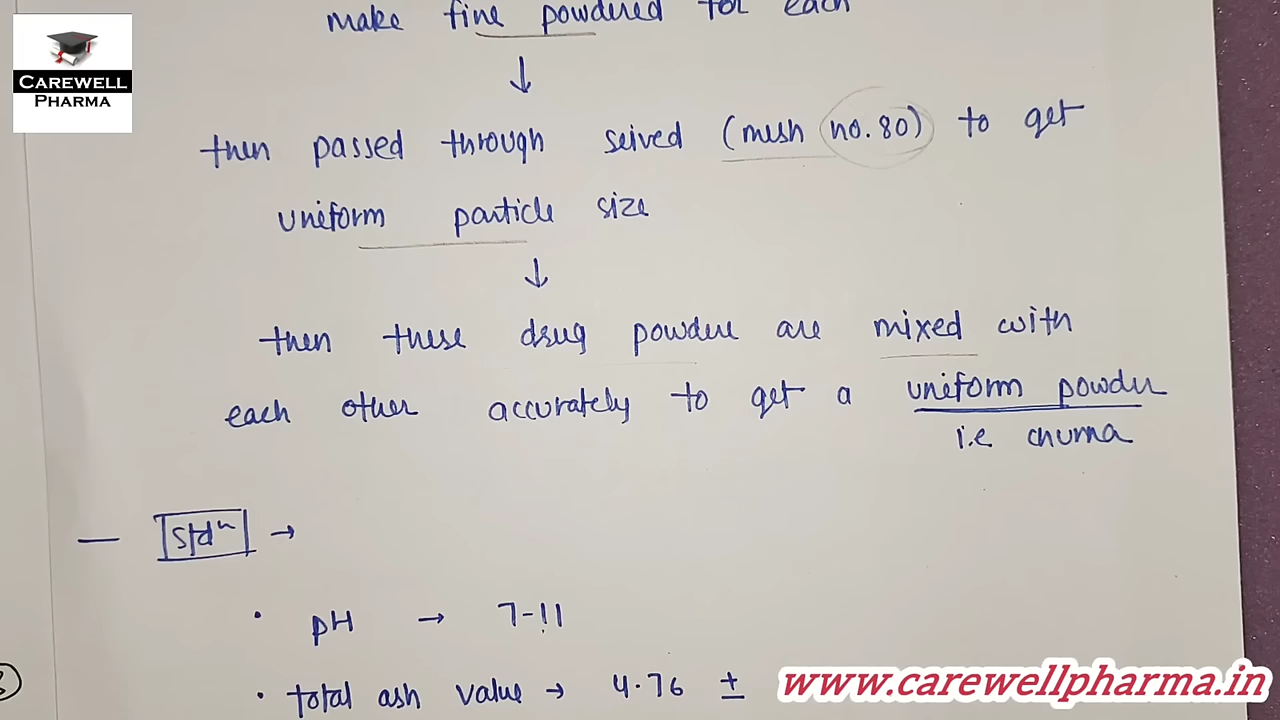 CAREWELL
PHARMA
make fine powdered for each
↓
then passed through seived (mesh no. 80) to get
uniform particle size
↓
then these drug powdere are mixed with
each other accurately to get a uniform powder
i.e churna
— Stdⁿ →
• pH → 7-11
• total ash value → 4.76 ±
www.carewellpharma.in